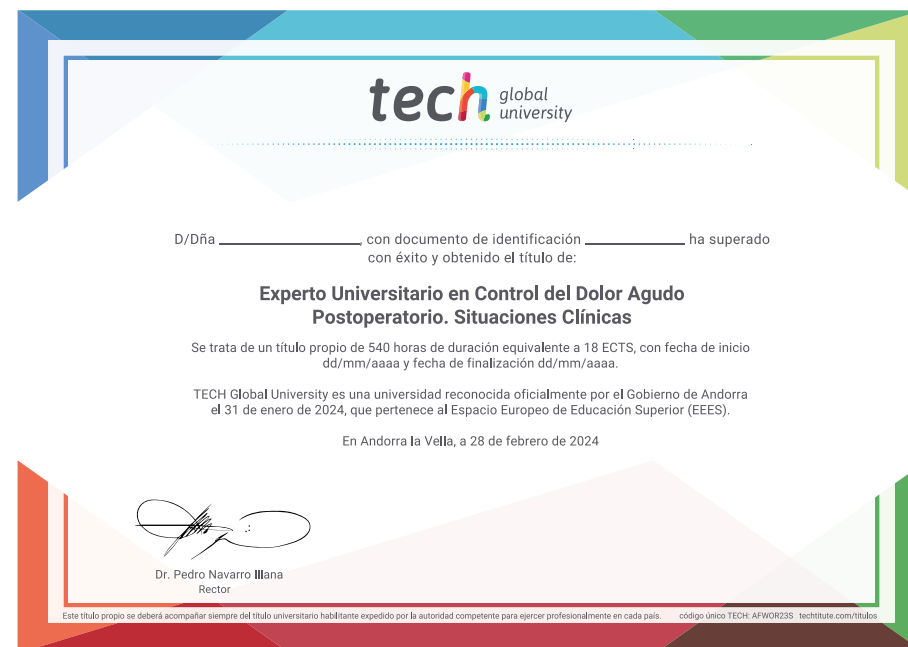 tech global university
D/Dña ____________________, con documento de identificación ______________ ha superado
con éxito y obtenido el título de:
Experto Universitario en Control del Dolor Agudo
Postoperatorio. Situaciones Clínicas
Se trata de un título propio de 540 horas de duración equivalente a 18 ECTS, con fecha de inicio
dd/mm/aaaa y fecha de finalización dd/mm/aaaa.
TECH Global University es una universidad reconocida oficialmente por el Gobierno de Andorra
el 31 de enero de 2024, que pertenece al Espacio Europeo de Educación Superior (EEES).
En Andorra la Vella, a 28 de febrero de 2024
Dr. Pedro Navarro Illana
Rector
Este título propio se deberá acompañar siempre del título universitario habilitante expedido por la autoridad competente para ejercer profesionalmente en cada país. código único TECH: AFWOR23S techtitute.com/titulos